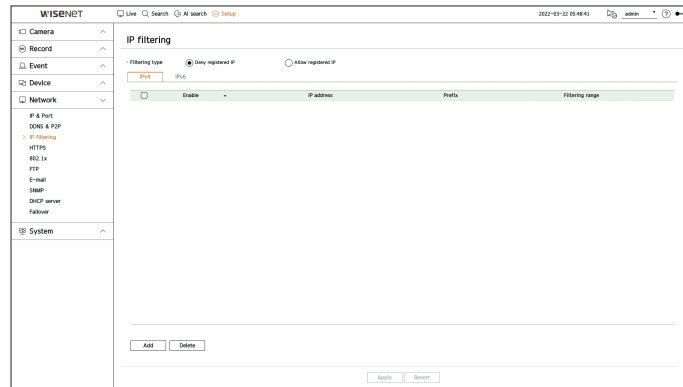 WISENET Live Search AI search Setup 2022-03-22 05:48:41 admin ?
Camera
Record
Event
Device
Network
IP & Port
DDNS & P2P
> IP filtering
HTTPS
802.1x
FTP
E-mail
SNMP
DHCP server
Failover
System
IP filtering
· Filtering type Deny registered IP Allow registered IP
IPv4 IPv6
Enable IP address Prefix Filtering range
Add Delete
Apply Revert